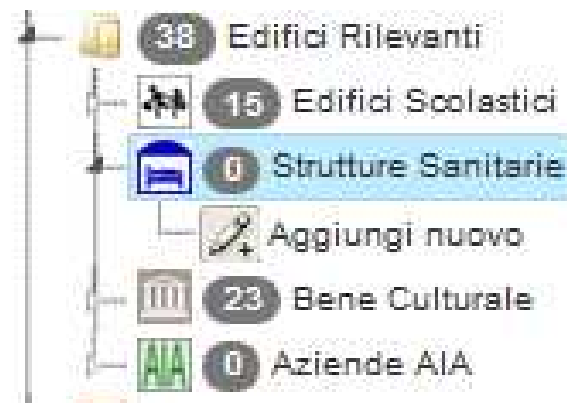 38 Edifici Rilevanti
15 Edifici Scolastici
0 Strutture Sanitarie
Aggiungi nuovo
23 Bene Culturale
AIA 0 Aziende AIA